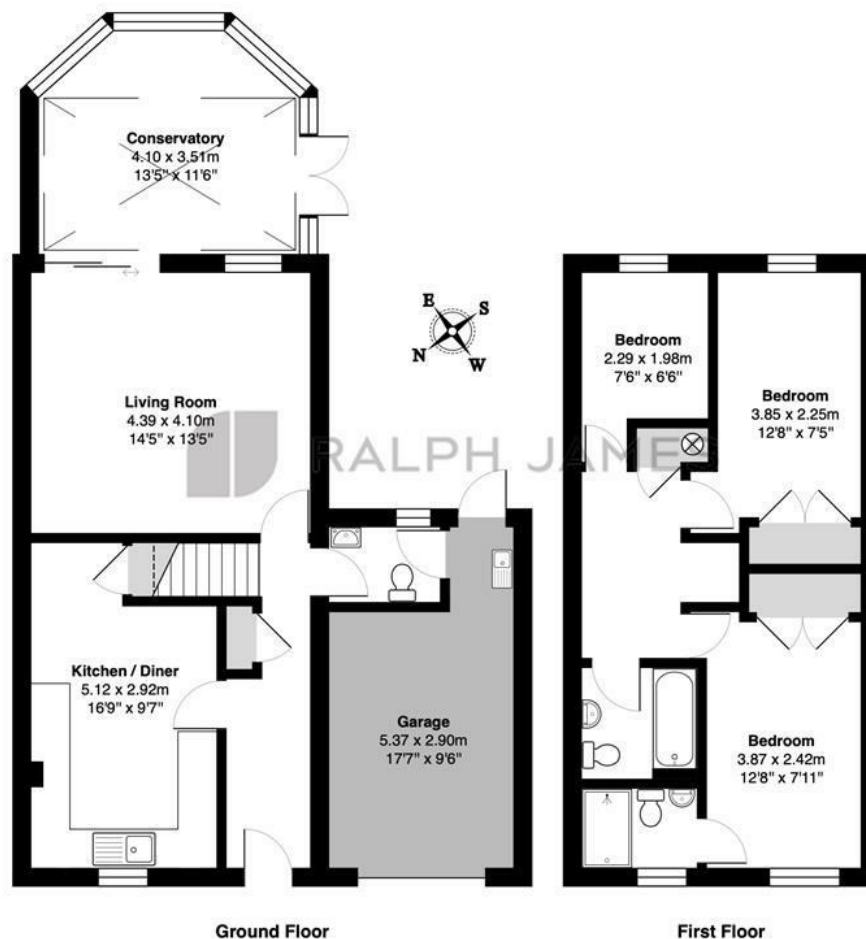 Conservatory
4.10 x 3.51m
13'5" x 11'6"
E
S
N
W
Living Room
4.39 x 4.10m
14'5" x 13'5"
Bedroom
2.29 x 1.98m
7'6" x 6'6"
Bedroom
3.85 x 2.25m
12'8" x 7'5"
RALPH JAMES
Kitchen / Diner
5.12 x 2.92m
16'9" x 9'7"
Garage
5.37 x 2.90m
17'7" x 9'6"
Bedroom
3.87 x 2.42m
12'8" x 7'11"
Ground Floor
First Floor